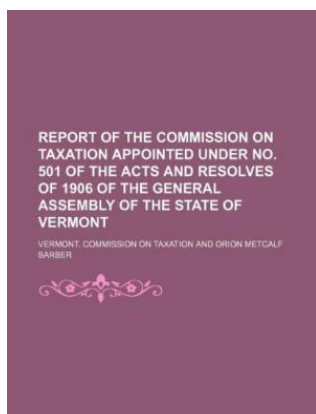 REPORT OF THE COMMISSION ON
TAXATION APPOINTED UNDER NO.
501 OF THE ACTS AND RESOLVES
OF 1906 OF THE GENERAL
ASSEMBLY OF THE STATE OF
VERMONT
VERMONT. COMMISSION ON TAXATION AND ORION METCALF
BARBER